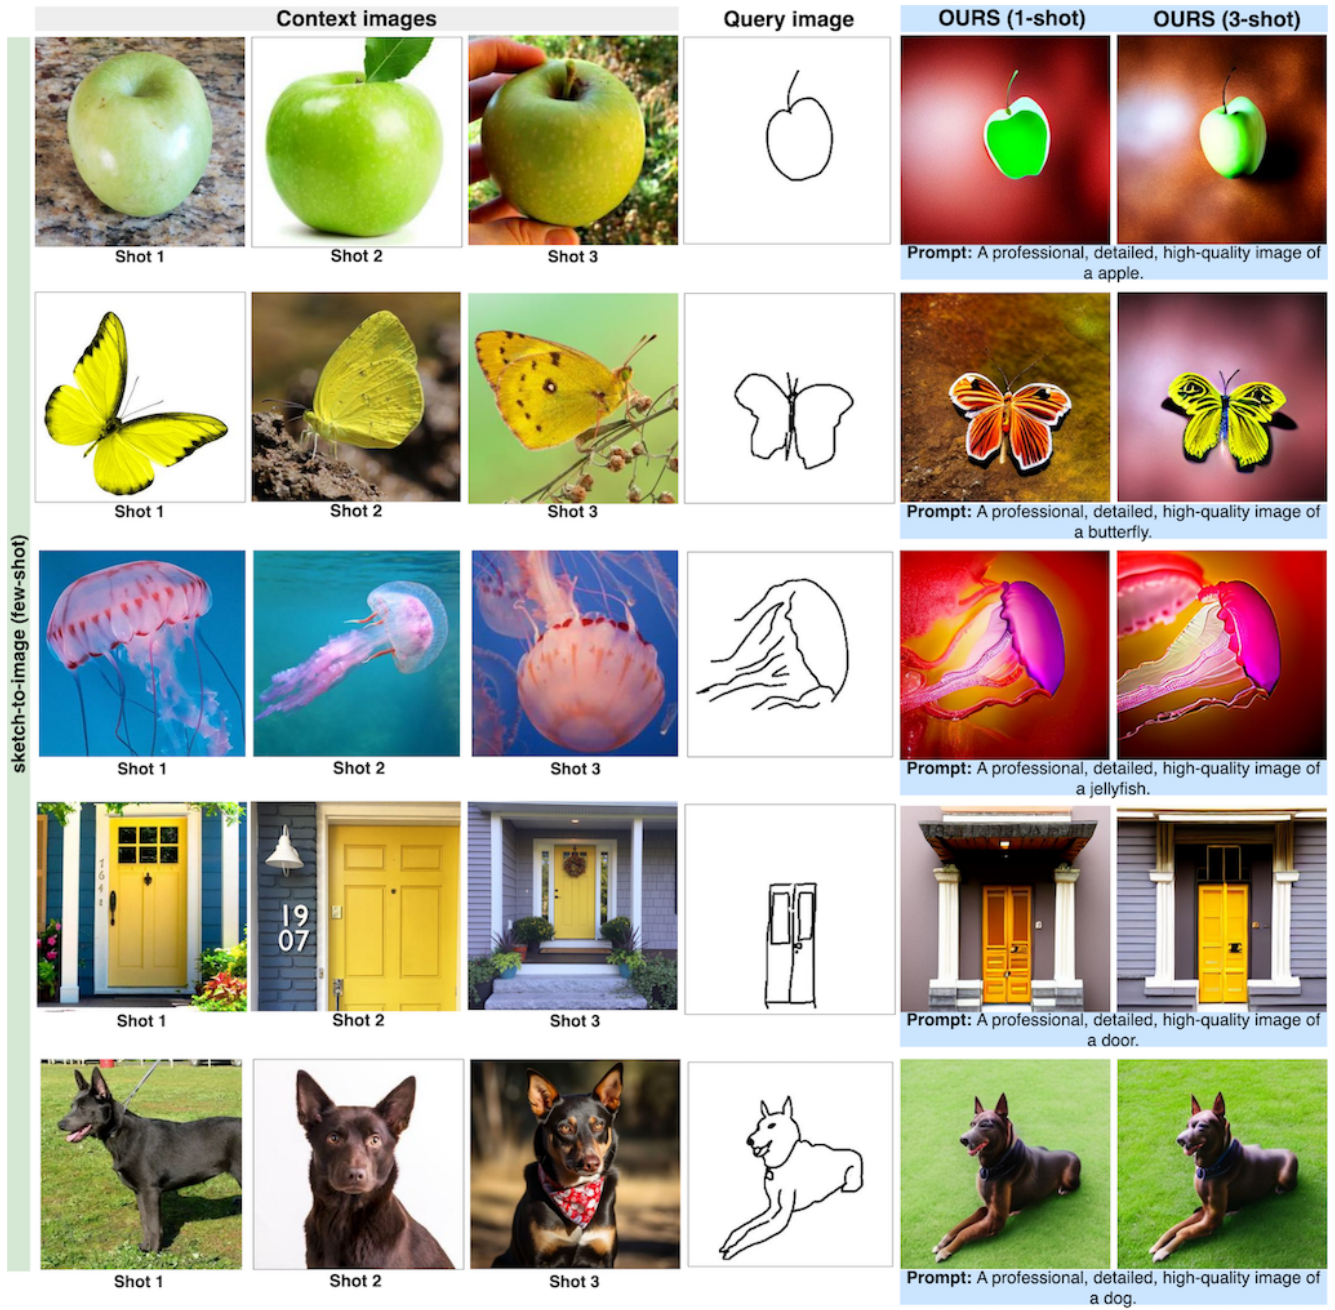 Context images
Query image
OURS (1-shot)
OURS (3-shot)
sketch-to-image (few-shot)
Shot 1
Shot 2
Shot 3
Prompt: A professional, detailed, high-quality image of
a apple.
Shot 1
Shot 2
Shot 3
Prompt: A professional, detailed, high-quality image of
a butterfly.
Shot 1
Shot 2
Shot 3
Prompt: A professional, detailed, high-quality image of
a jellyfish.
764
19
07
Shot 1
Shot 2
Shot 3
Prompt: A professional, detailed, high-quality image of
a door.
Shot 1
Shot 2
Shot 3
Prompt: A professional, detailed, high-quality image of
a dog.